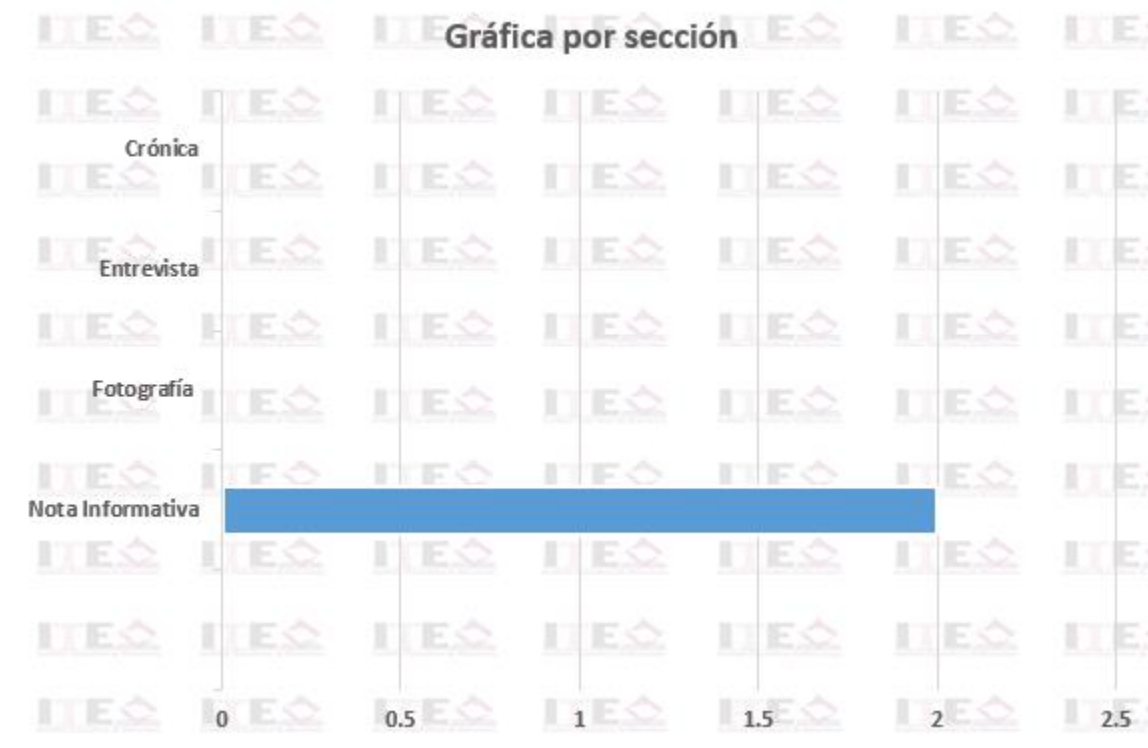 Gráfica por sección
Crónica
Entrevista
Fotografía
Nota Informativa
0 0.5 1 1.5 2 2.5